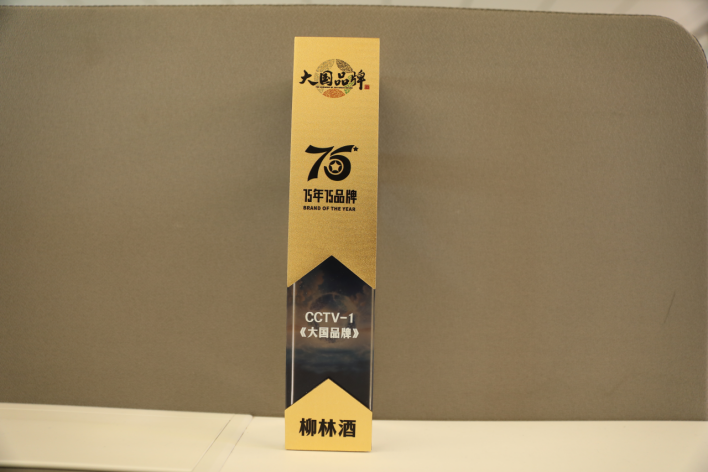 大国品牌
75
75年75品牌
BRAND OF THE YEAR
CCTV-1
《大国品牌》
柳林酒